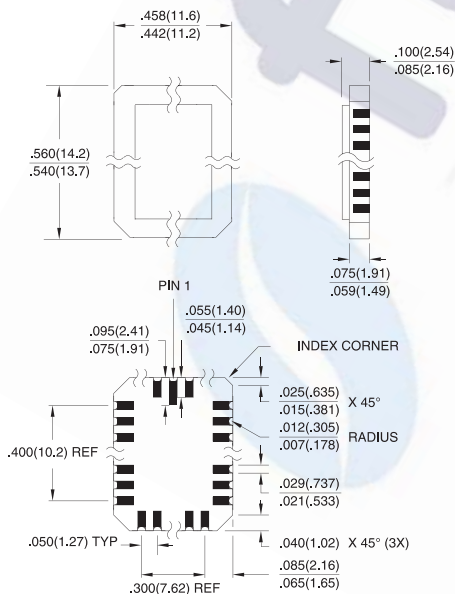 .458(11.6)
.442(11.2)
.100(2.54)
.085(2.16)
.560(14.2)
.540(13.7)
.075(1.91)
.059(1.49)
PIN 1
.055(1.40)
.045(1.14)
.095(2.41)
.075(1.91)
INDEX CORNER
.025(.635)
.015(.381) X 45°
.012(.305)
.007(.178) RADIUS
.400(10.2) REF
.029(.737)
.021(.533)
.050(1.27) TYP
.040(1.02) X 45° (3X)
.085(2.16)
.065(1.65)
.300(7.62) REF